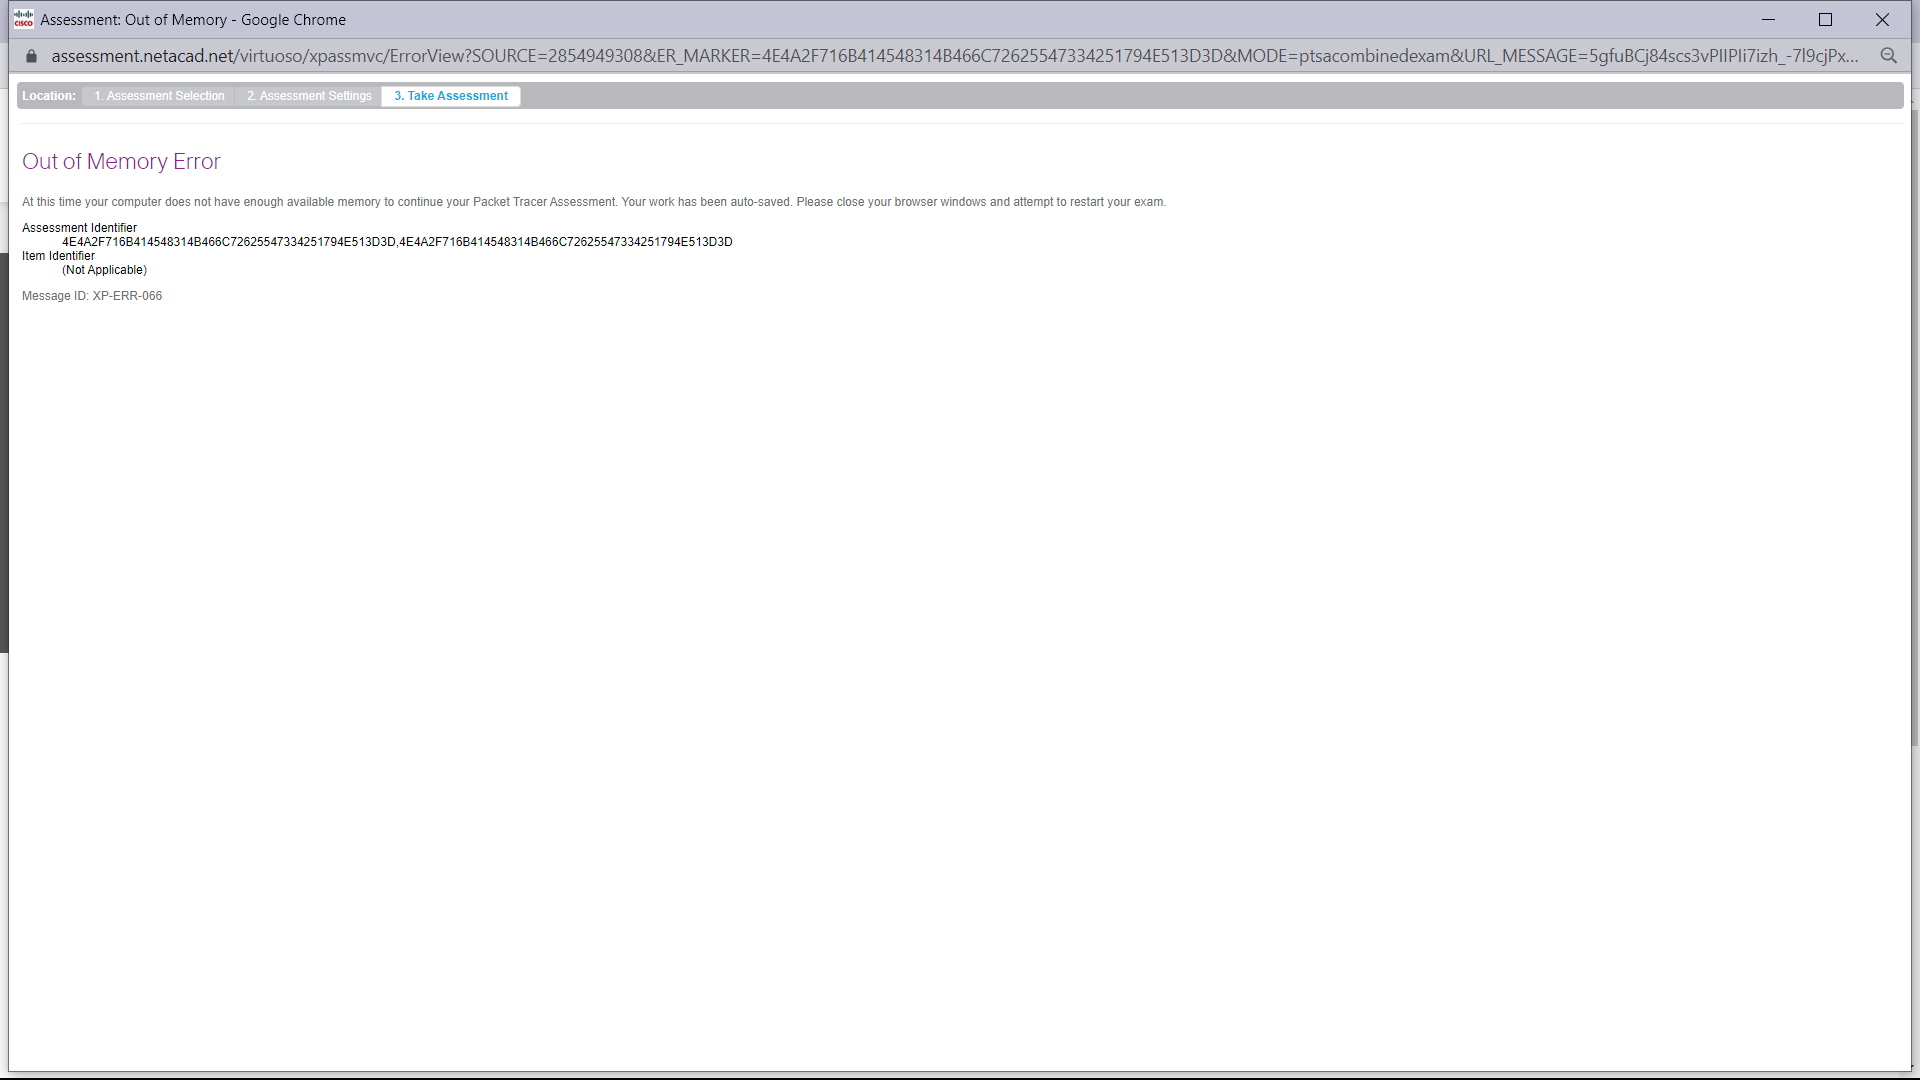 CISCO Assessment: Out of Memory - Google Chrome
assessment.netacad.net/virtuoso/xpassmvc/ErrorView?SOURCE=2854949308&ER_MARKER=4E4A2F716B414548314B466C72625547334251794E513D3D&MODE=ptsacombinedexam&URL_MESSAGE=5gfuBCj84scs3vPIIPIi7izh_-7l9cjPx...
Location: 1. Assessment Selection 2. Assessment Settings 3. Take Assessment
Out of Memory Error
At this time your computer does not have enough available memory to continue your Packet Tracer Assessment. Your work has been auto-saved. Please close your browser windows and attempt to restart your exam.
Assessment Identifier
4E4A2F716B414548314B466C72625547334251794E513D3D,4E4A2F716B414548314B466C72625547334251794E513D3D
Item Identifier
(Not Applicable)
Message ID: XP-ERR-066